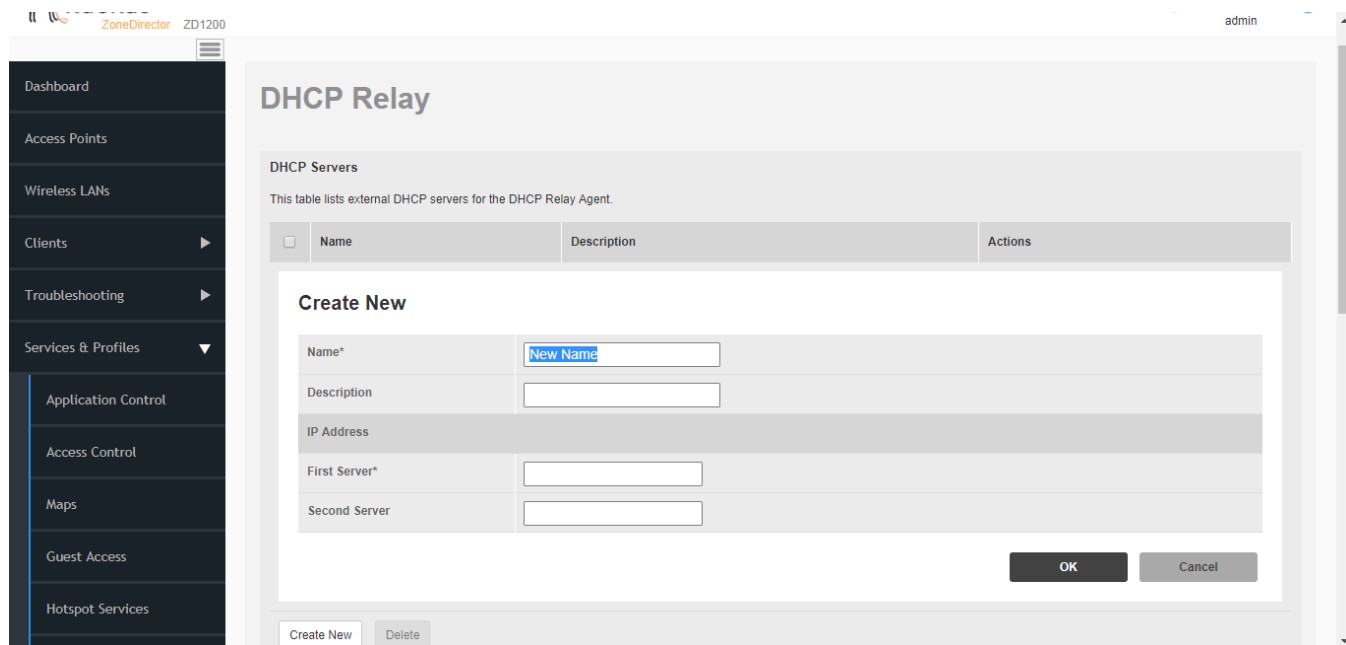 ZoneDirector ZD1200
admin
Dashboard
Access Points
Wireless LANs
Clients
Troubleshooting
Services & Profiles
Application Control
Access Control
Maps
Guest Access
Hotspot Services
DHCP Relay
DHCP Servers
This table lists external DHCP servers for the DHCP Relay Agent.
Name Description Actions
Create New
Name* New Name
Description
IP Address
First Server*
Second Server
OK Cancel
Create New Delete